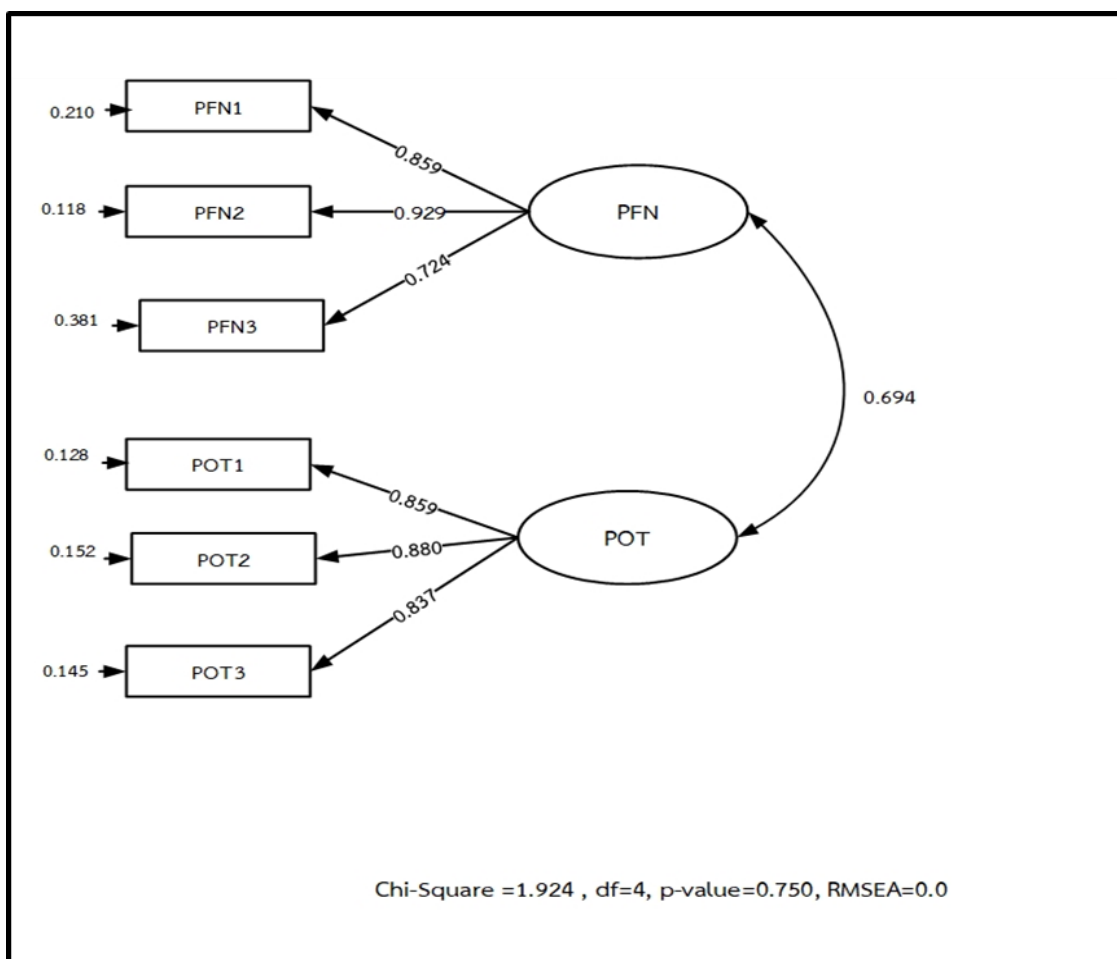 0.210
PFN1
0.859
0.118
PFN2
0.929
PFN
0.724
0.381
PFN3
0.694
0.128
POT1
0.859
0.152
POT2
0.880
POT
0.837
0.145
POT3
Chi-Square =1.924 , df=4, p-value=0.750, RMSEA=0.0